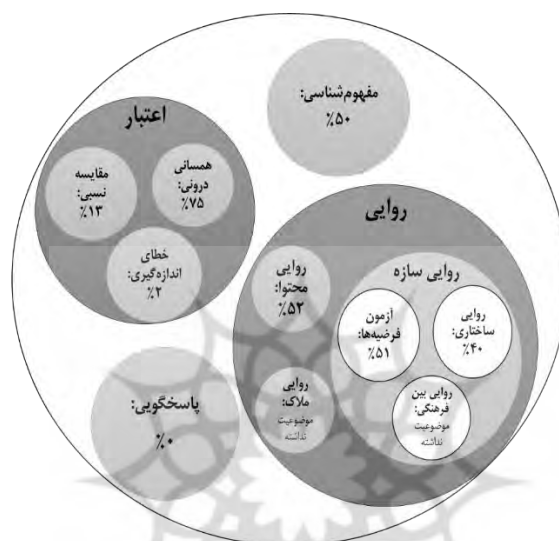 مفهوم‌شناسی:
٪۵۰
اعتبار
همسانی
درونی:
٪۷۵
مقایسه
نسبی:
٪۱۳
خطای
اندازه‌گیری:
٪۲
روایی
روایی
محتوا:
٪۵۲
روایی سازه
آزمون
فرضیه‌ها:
٪۵۱
روایی
ساختاری:
٪۴۰
روایی
ملاک:
موضوعیت
نداشته
روایی بین
فرهنگی:
موضوعیت
نداشته
پاسخگویی:
٪۰